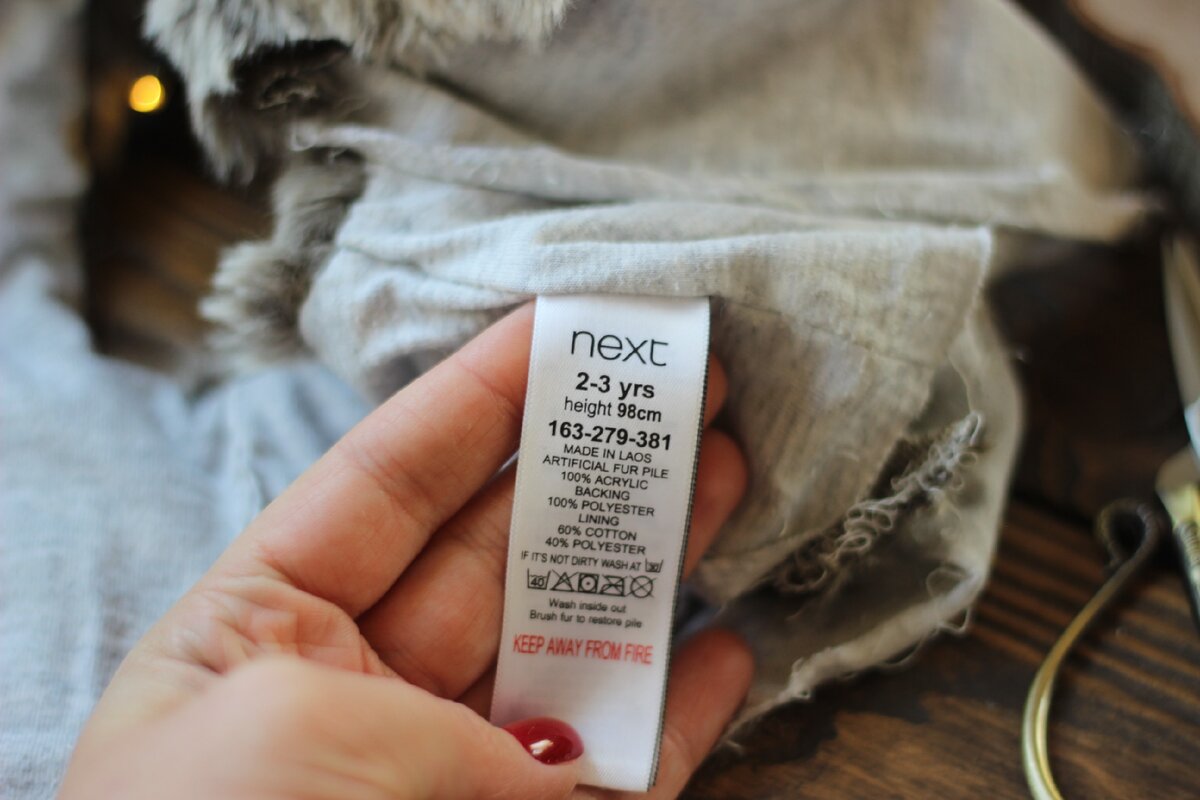 next
2-3 yrs
height 98cm
163-279-381
MADE IN LAOS
ARTIFICIAL FUR PILE
100% ACRYLIC
BACKING
100% POLYESTER
LINING
60% COTTON
40% POLYESTER
IF IT'S NOT DIRTY WASH AT 30
40
Wash inside out
Brush fur to restore pile
KEEP AWAY FROM FIRE